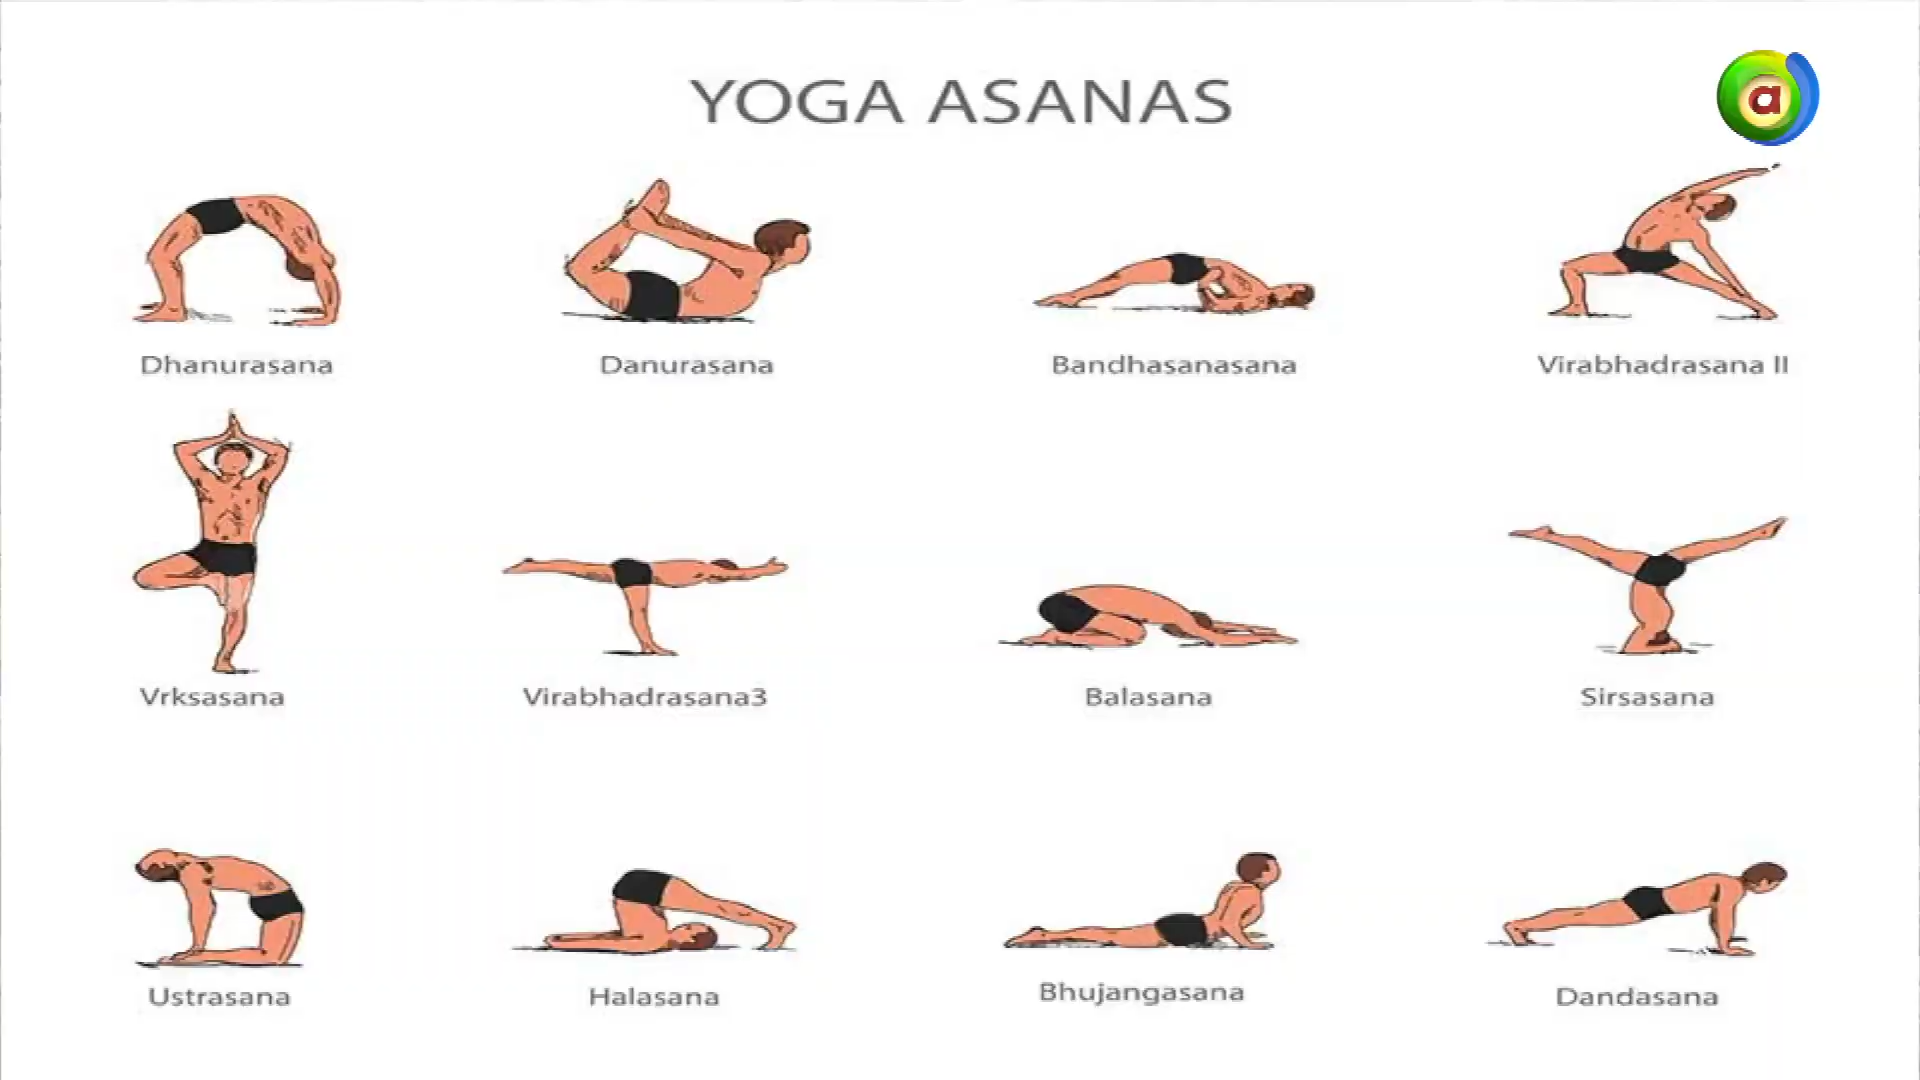 YOGA ASANAS
a
Dhanurasana
Danurasana
Bandhasanasana
Virabhadrasana II
Vrksasana
Virabhadrasana3
Balasana
Sirsasana
Ustrasana
Halasana
Bhujangasana
Dandasana